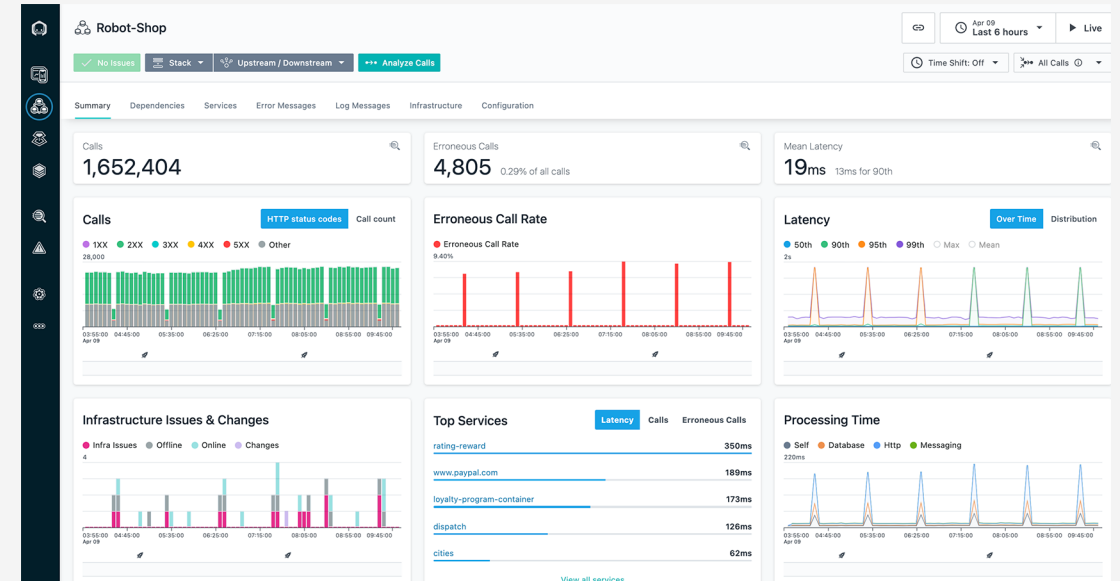 Robot-Shop
Apr 09
Last 6 hours
Live
No Issues
Stack
Upstream / Downstream
Analyze Calls
Time Shift: Off
All Calls
Summary
Dependencies
Services
Error Messages
Log Messages
Infrastructure
Configuration
Calls
1,652,404
Erroneous Calls
4,805 0.29% of all calls
Mean Latency
19ms 13ms for 90th
Calls
HTTP status codes
Call count
1XX 2XX 3XX 4XX 5XX Other
28,000
03:55:00 04:45:00 05:35:00 06:25:00 07:15:00 08:05:00 08:55:00 09:45:00
Apr 09
Erroneous Call Rate
Erroneous Call Rate
9.40%
03:55:00 04:45:00 05:35:00 06:25:00 07:15:00 08:05:00 08:55:00 09:45:00
Apr 09
Latency
Over Time
Distribution
50th 90th 95th 99th Max Mean
2s
03:55:00 04:45:00 05:35:00 06:25:00 07:15:00 08:05:00 08:55:00 09:45:00
Apr 09
Infrastructure Issues & Changes
Infra Issues Offline Online Changes
4
03:55:00 04:45:00 05:35:00 06:25:00 07:15:00 08:05:00 08:55:00 09:45:00
Apr 09
Top Services
Latency
Calls
Erroneous Calls
rating-reward 350ms
www.paypal.com 189ms
loyalty-program-container 173ms
dispatch 126ms
cities 62ms
View all services
Processing Time
Self Database Http Messaging
220ms
03:55:00 04:45:00 05:35:00 06:25:00 07:15:00 08:05:00 08:55:00 09:45:00
Apr 09